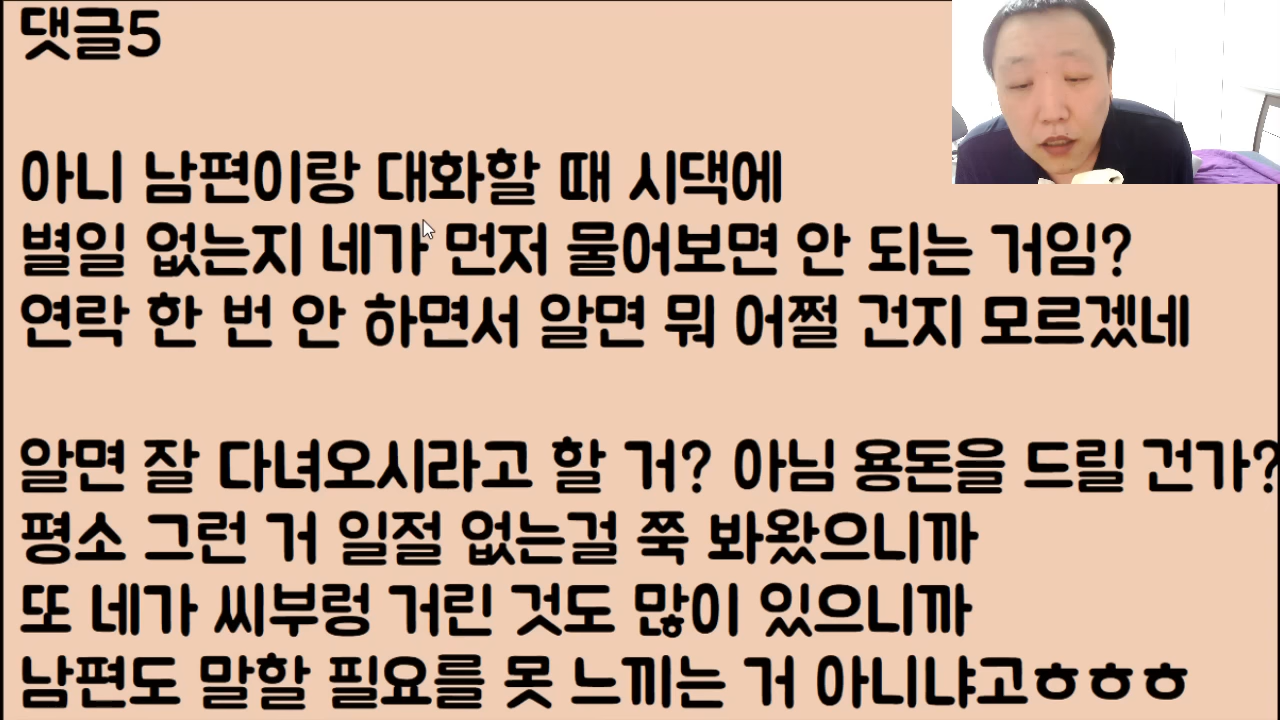 댓글5
아니 남편이랑 대화할 때 시댁에
별일 없는지 네가 먼저 물어보면 안 되는 거임?
연락 한 번 안 하면서 알면 뭐 어쩔 건지 모르겠네
알면 잘 다녀오시라고 할 거? 아님 용돈을 드릴 건가?
평소 그런 거 일절 없는걸 쭉 봐왔으니까
또 네가 씨부렁 거린 것도 많이 있으니까
남편도 말할 필요를 못 느끼는 거 아니냐고ㅎㅎㅎ